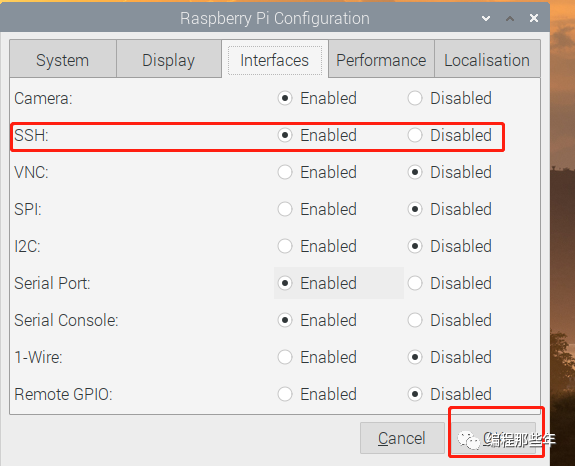 Raspberry Pi Configuration
System Display Interfaces Performance Localisation
Camera: Enabled Disabled
SSH: Enabled Disabled
VNC: Enabled Disabled
SPI: Enabled Disabled
I2C: Enabled Disabled
Serial Port: Enabled Disabled
Serial Console: Enabled Disabled
1-Wire: Enabled Disabled
Remote GPIO: Enabled Disabled
Cancel 编程那些年